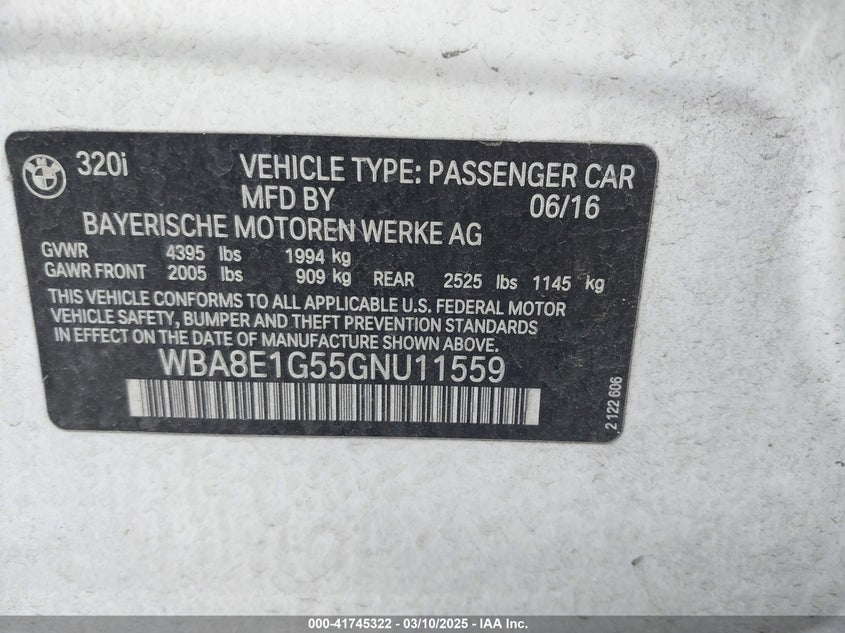 320i VEHICLE TYPE: PASSENGER CAR
MFD BY 06/16
BAYERISCHE MOTOREN WERKE AG
GVWR 4395 lbs 1994 kg
GAWR FRONT 2005 lbs 909 kg REAR 2525 lbs 1145 kg
THIS VEHICLE CONFORMS TO ALL APPLICABLE U.S. FEDERAL MOTOR
VEHICLE SAFETY, BUMPER AND THEFT PREVENTION STANDARDS
IN EFFECT ON THE DATE OF MANUFACTURE SHOWN ABOVE.
WBA8E1G55GNU11559
2 122 606
000-41745322 - 03/10/2025 - IAA Inc.